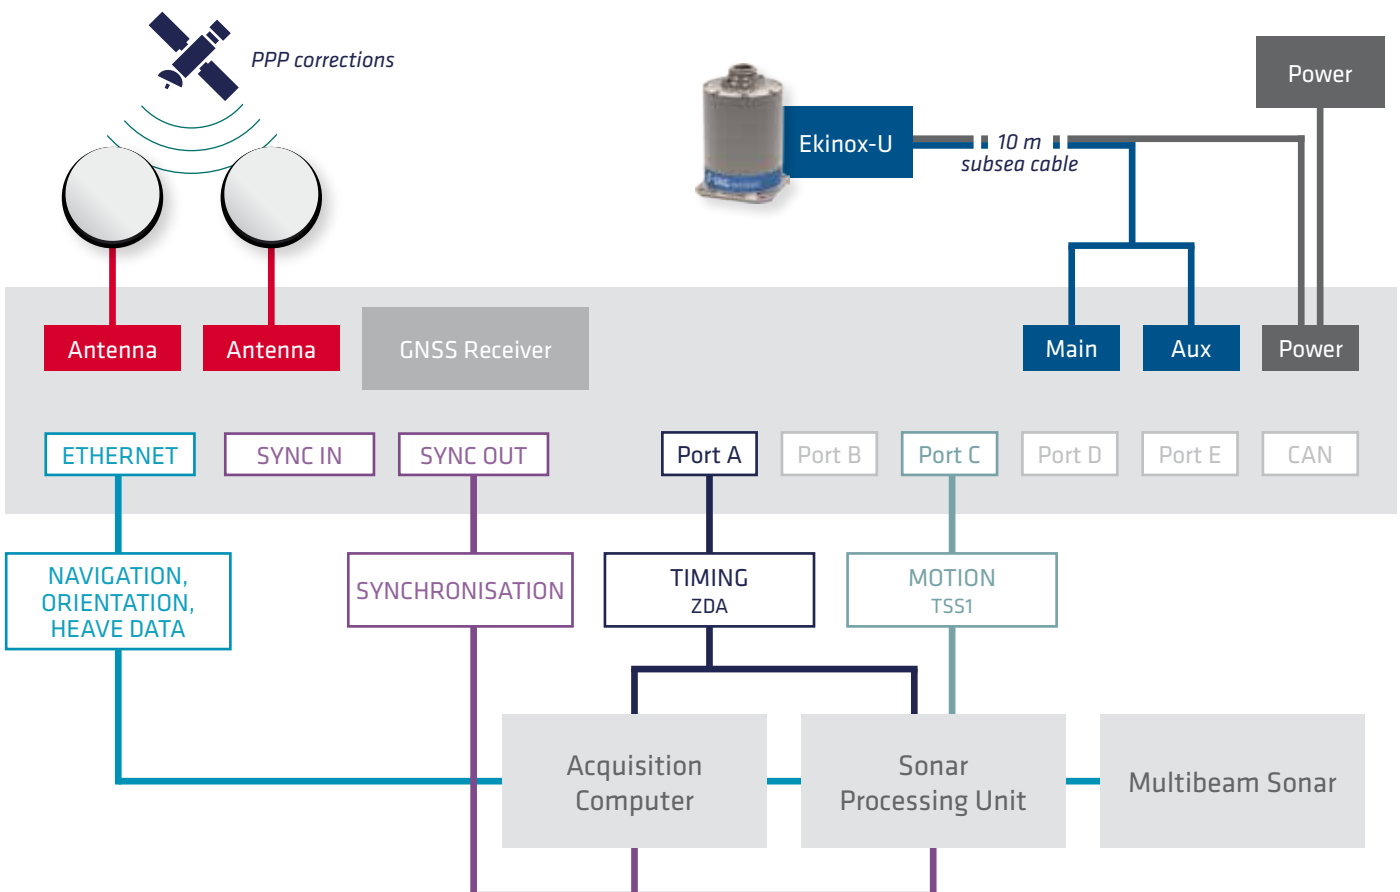 PPP corrections
Power
Ekinox-U
10 m
subsea cable
Antenna
Antenna
GNSS Receiver
Main
Aux
Power
ETHERNET
SYNC IN
SYNC OUT
Port A
Port B
Port C
Port D
Port E
CAN
NAVIGATION,
ORIENTATION,
HEAVE DATA
SYNCHRONISATION
TIMING
ZDA
MOTION
TSS1
Acquisition
Computer
Sonar
Processing Unit
Multibeam Sonar